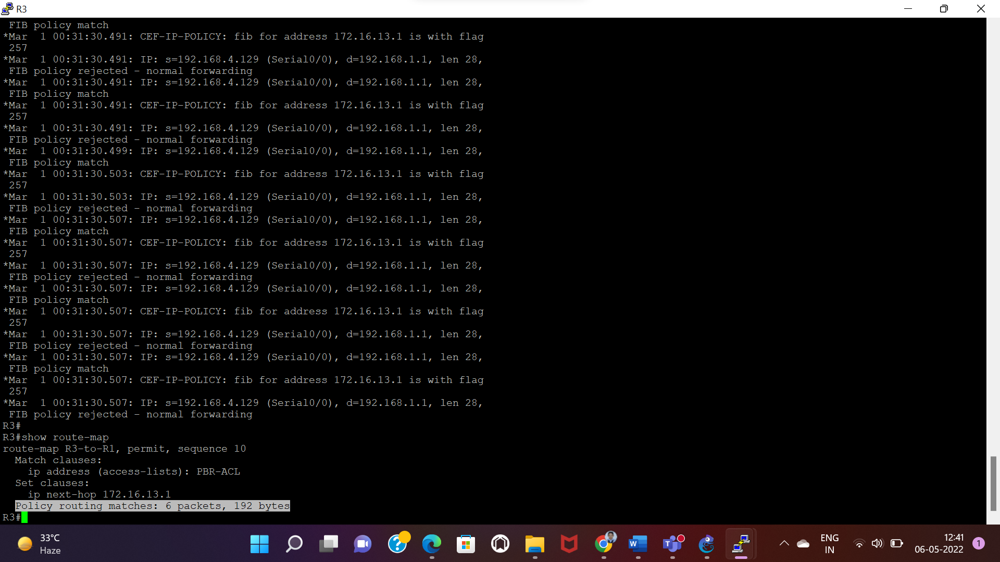 R3
FIB policy match
*Mar  1 00:31:30.491: CEF-IP-POLICY: fib for address 172.16.13.1 is with flag
257
*Mar  1 00:31:30.491: IP: s=192.168.4.129 (Serial0/0), d=192.168.1.1, len 28,
FIB policy rejected - normal forwarding
*Mar  1 00:31:30.491: IP: s=192.168.4.129 (Serial0/0), d=192.168.1.1, len 28,
FIB policy match
*Mar  1 00:31:30.491: CEF-IP-POLICY: fib for address 172.16.13.1 is with flag
257
*Mar  1 00:31:30.491: IP: s=192.168.4.129 (Serial0/0), d=192.168.1.1, len 28,
FIB policy rejected - normal forwarding
*Mar  1 00:31:30.499: IP: s=192.168.4.129 (Serial0/0), d=192.168.1.1, len 28,
FIB policy match
*Mar  1 00:31:30.503: CEF-IP-POLICY: fib for address 172.16.13.1 is with flag
257
*Mar  1 00:31:30.503: IP: s=192.168.4.129 (Serial0/0), d=192.168.1.1, len 28,
FIB policy rejected - normal forwarding
*Mar  1 00:31:30.507: IP: s=192.168.4.129 (Serial0/0), d=192.168.1.1, len 28,
FIB policy match
*Mar  1 00:31:30.507: CEF-IP-POLICY: fib for address 172.16.13.1 is with flag
257
*Mar  1 00:31:30.507: IP: s=192.168.4.129 (Serial0/0), d=192.168.1.1, len 28,
FIB policy rejected - normal forwarding
*Mar  1 00:31:30.507: IP: s=192.168.4.129 (Serial0/0), d=192.168.1.1, len 28,
FIB policy match
*Mar  1 00:31:30.507: CEF-IP-POLICY: fib for address 172.16.13.1 is with flag
257
*Mar  1 00:31:30.507: IP: s=192.168.4.129 (Serial0/0), d=192.168.1.1, len 28,
FIB policy rejected - normal forwarding
*Mar  1 00:31:30.507: IP: s=192.168.4.129 (Serial0/0), d=192.168.1.1, len 28,
FIB policy match
*Mar  1 00:31:30.507: CEF-IP-POLICY: fib for address 172.16.13.1 is with flag
257
*Mar  1 00:31:30.507: IP: s=192.168.4.129 (Serial0/0), d=192.168.1.1, len 28,
FIB policy rejected - normal forwarding
R3#
R3#show route-map
route-map R3-to-R1, permit, sequence 10
Match clauses:
ip address (access-lists): PBR-ACL
Set clauses:
ip next-hop 172.16.13.1
Policy routing matches: 6 packets, 192 bytes
R3#
33°C
Haze
ENG
IN
12:41
06-05-2022
1